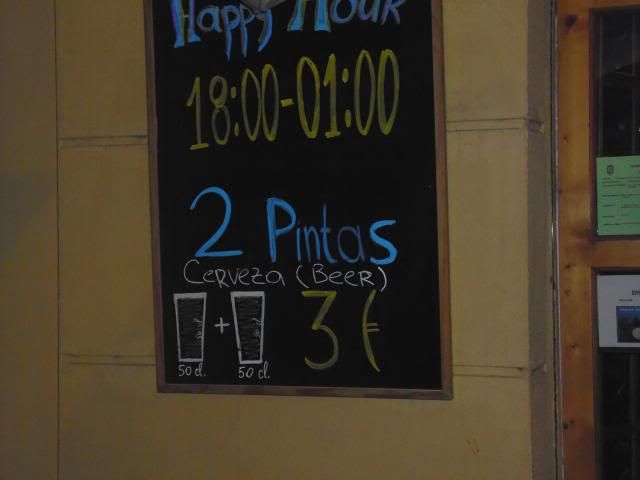 Happy Hour
18:00-01:00
2 Pintas
Cerveza (Beer)
+ 3 €
50 cl. 50 cl.